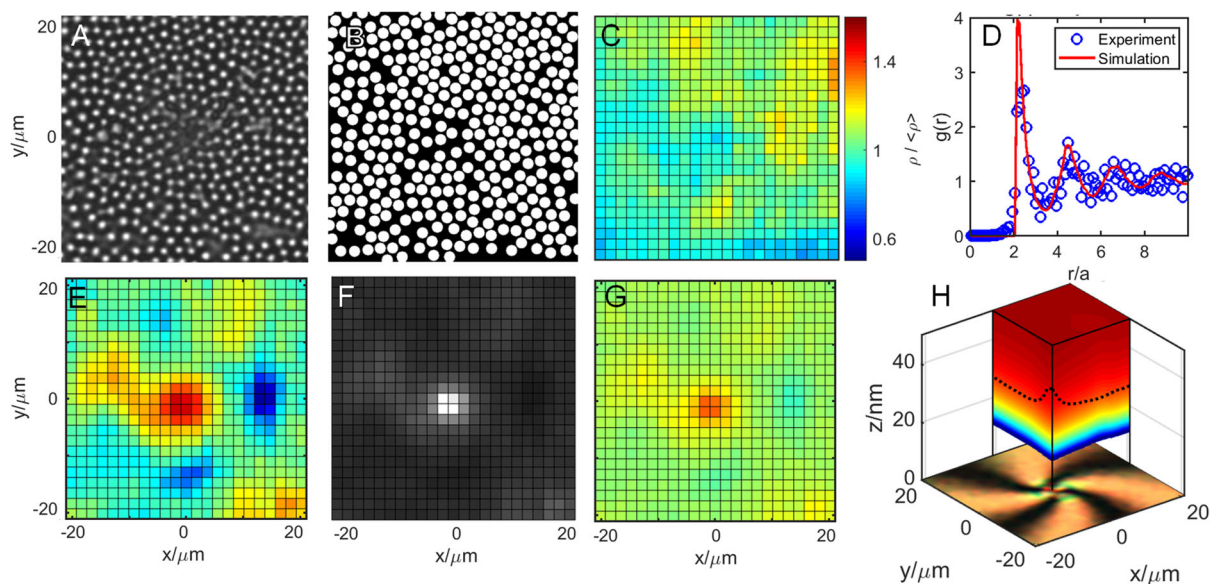 A
B
C
D
y/μm
20
0
-20
1.4
1
0.6
ρ / <ρ>
g(r)
4
3
2
1
0
Experiment
Simulation
0 2 4 6 8
r/a
E
F
G
H
y/μm
20
0
-20
-20 0 20
x/μm
-20 0 20
x/μm
-20 0 20
x/μm
z/nm
40
20
0
20
0
-20
y/μm
-20
0
20
x/μm